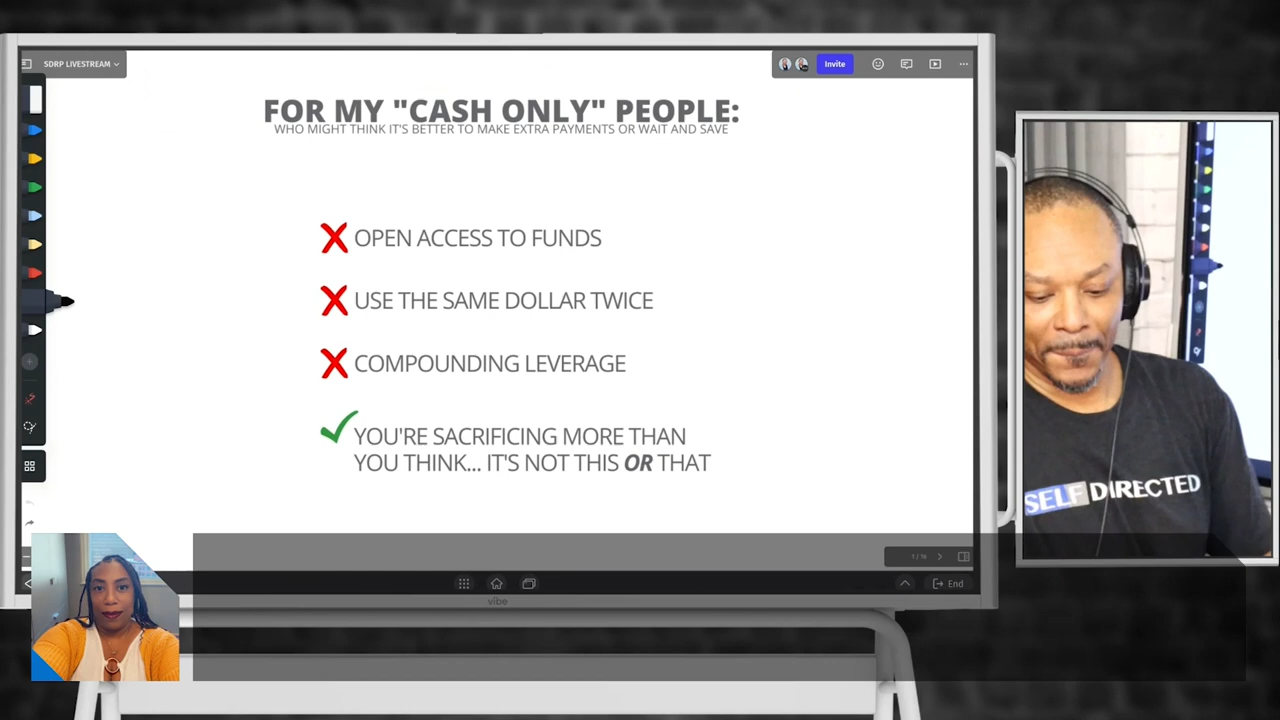 SDRP LIVESTREAM
Invite
FOR MY "CASH ONLY" PEOPLE:
WHO MIGHT THINK IT'S BETTER TO MAKE EXTRA PAYMENTS OR WAIT AND SAVE
OPEN ACCESS TO FUNDS
USE THE SAME DOLLAR TWICE
COMPOUNDING LEVERAGE
YOU'RE SACRIFICING MORE THAN
YOU THINK... IT'S NOT THIS OR THAT
SELF DIRECTED
End
vibe